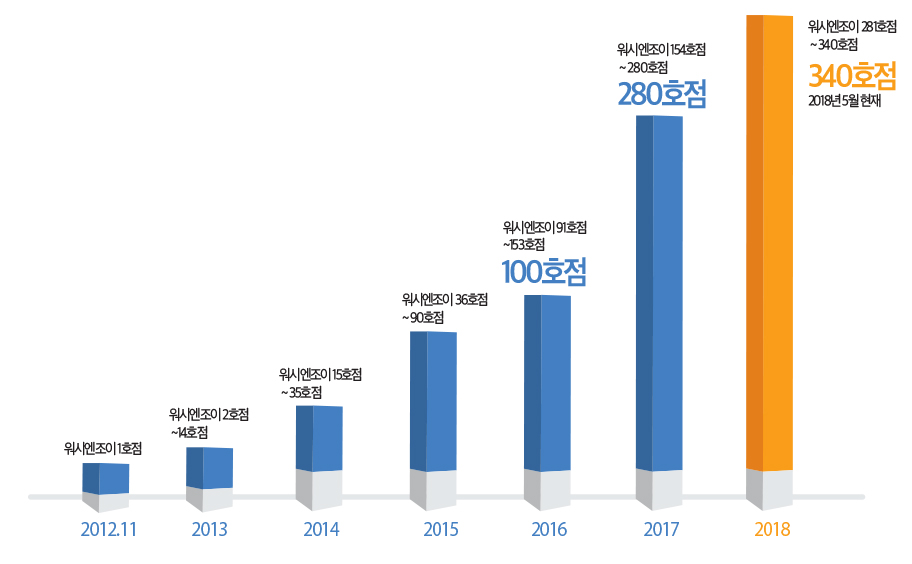 워시엔조이 1호점
2012.11
워시엔조이 2호점
~14호점
2013
워시엔조이 15호점
~ 35호점
2014
워시엔조이 36호점
~ 90호점
2015
워시엔조이 91호점
~153호점
100호점
2016
워시엔조이 154호점
~ 280호점
280호점
2017
워시엔조이 281호점
~ 340호점
340호점
2018년 5월 현재
2018